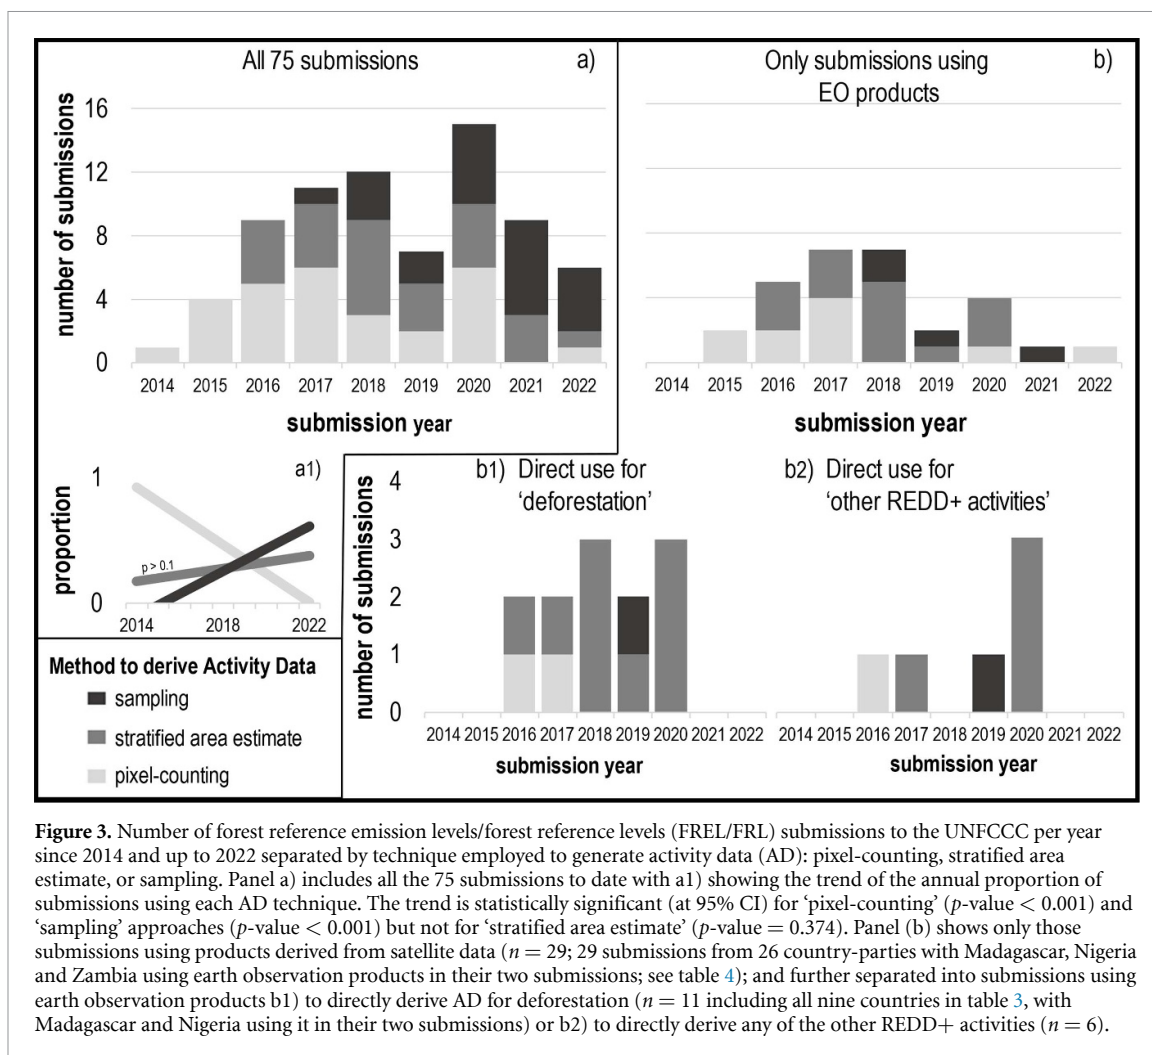 All 75 submissions
a)
number of submissions
16
12
8
4
0
2014 2015 2016 2017 2018 2019 2020 2021 2022
submission year
Only submissions using
EO products
b)
2014 2015 2016 2017 2018 2019 2020 2021 2022
submission year
a1)
proportion
1
p > 0.1
0
2014 2018 2022
Method to derive Activity Data
sampling
stratified area estimate
pixel-counting
b1) Direct use for
'deforestation'
number of submissions
4
3
2
1
0
2014 2015 2016 2017 2018 2019 2020 2021 2022
submission year
b2) Direct use for
'other REDD+ activities'
2014 2015 2016 2017 2018 2019 2020 2021 2022
submission year
Figure 3. Number of forest reference emission levels/forest reference levels (FREL/FRL) submissions to the UNFCCC per year
since 2014 and up to 2022 separated by technique employed to generate activity data (AD): pixel-counting, stratified area
estimate, or sampling. Panel a) includes all the 75 submissions to date with a1) showing the trend of the annual proportion of
submissions using each AD technique. The trend is statistically significant (at 95% CI) for 'pixel-counting' (p-value < 0.001) and
'sampling' approaches (p-value < 0.001) but not for 'stratified area estimate' (p-value = 0.374). Panel (b) shows only those
submissions using products derived from satellite data (n = 29; 29 submissions from 26 country-parties with Madagascar, Nigeria
and Zambia using earth observation products in their two submissions; see table 4); and further separated into submissions using
earth observation products b1) to directly derive AD for deforestation (n = 11 including all nine countries in table 3, with
Madagascar and Nigeria using it in their two submissions) or b2) to directly derive any of the other REDD+ activities (n = 6).